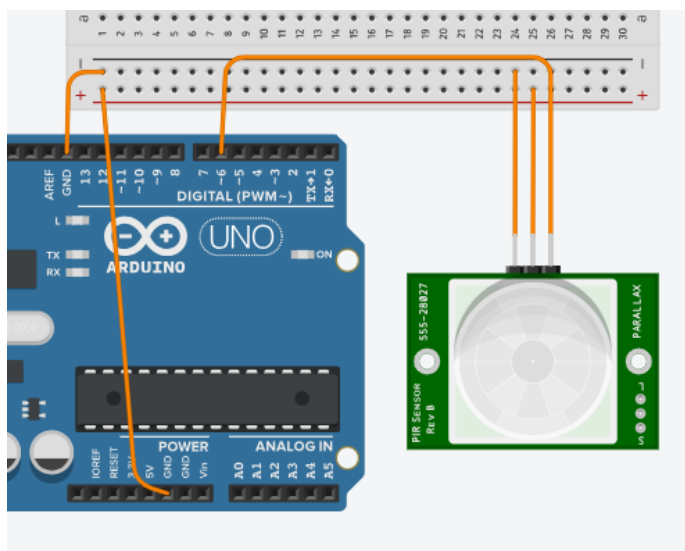 a 1 2 3 4 5 6 7 8 9 10 11 12 13 14 15 16 17 18 19 20 21 22 23 24 25 26 27 28 29 30 a
− −
+ +
AREF GND 13 12 ~11 ~10 ~9 8 7 ~6 ~5 4 ~3 2 TX→1 RX←0
DIGITAL (PWM~)
L
TX
RX
ARDUINO
UNO
ON
555-28027
PARALLAX
PIR SENSOR
REV B
L
S
POWER
ANALOG IN
IOREF RESET 3.3V 5V GND GND Vin A0 A1 A2 A3 A4 A5